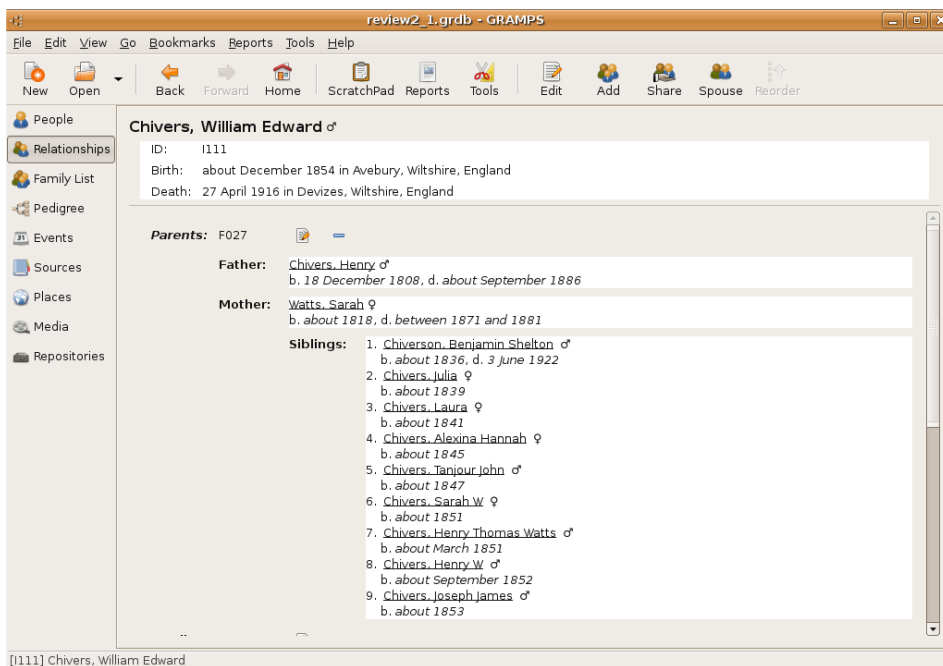 review2_1.grdb - GRAMPS
File Edit View Go Bookmarks Reports Tools Help
New Open Back Forward Home ScratchPad Reports Tools Edit Add Share Spouse Reorder
People
Relationships
Family List
Pedigree
Events
Sources
Places
Media
Repositories
Chivers, William Edward ♂
ID: I111
Birth: about December 1854 in Avebury, Wiltshire, England
Death: 27 April 1916 in Devizes, Wiltshire, England
Parents: F027
Father: Chivers, Henry ♂
b. 18 December 1808, d. about September 1886
Mother: Watts, Sarah ♀
b. about 1818, d. between 1871 and 1881
Siblings: 1. Chiverson, Benjamin Shelton ♂
b. about 1836, d. 3 June 1922
2. Chivers, Julia ♀
b. about 1839
3. Chivers, Laura ♀
b. about 1841
4. Chivers, Alexina Hannah ♀
b. about 1845
5. Chivers, Tanjour John ♂
b. about 1847
6. Chivers, Sarah W ♀
b. about 1851
7. Chivers, Henry Thomas Watts ♂
b. about March 1851
8. Chivers, Henry W ♂
b. about September 1852
9. Chivers, Joseph James ♂
b. about 1853
[I111] Chivers, William Edward